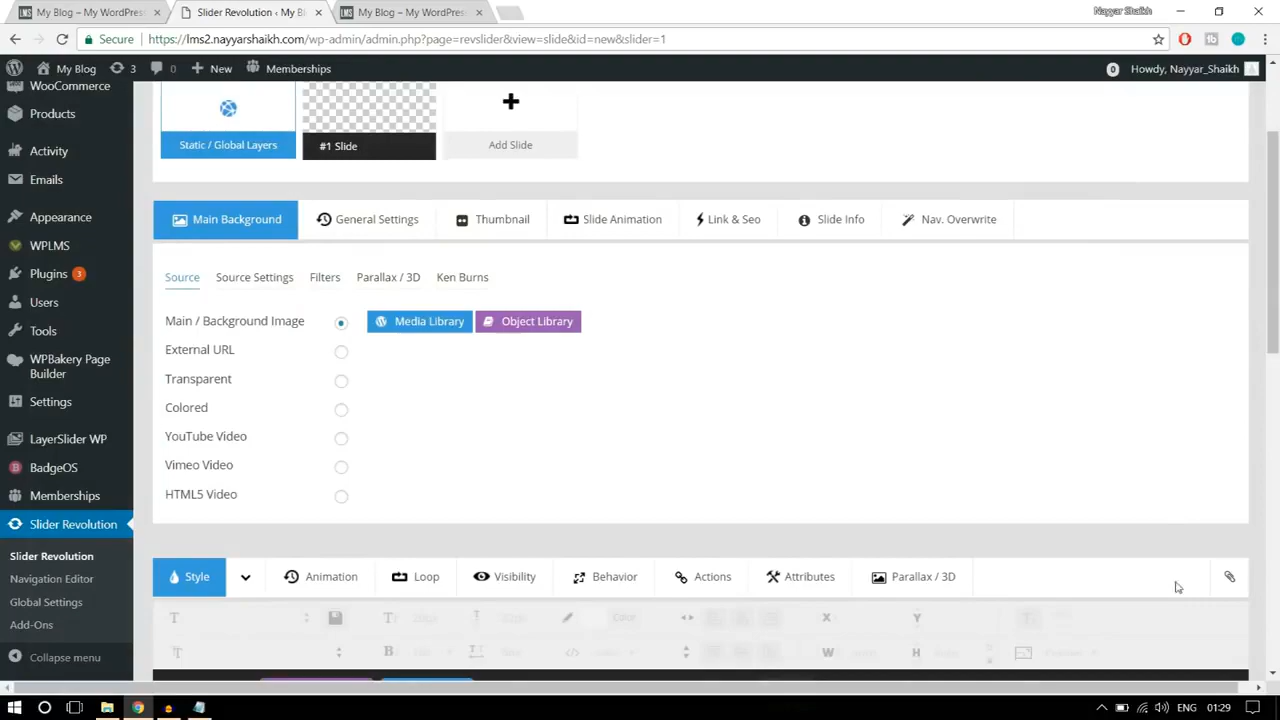 My Blog – My WordPress
Slider Revolution ‹ My Bl
My Blog – My WordPress
Nayyar Shaikh
Secure
https://lms2.nayyarshaikh.com/wp-admin/admin.php?page=revslider&view=slide&id=new&slider=1
My Blog
3
0
New
Memberships
0
Howdy, Nayyar_Shaikh
WooCommerce
Products
Activity
Emails
Appearance
WPLMS
Plugins 3
Users
Tools
WPBakery Page
Builder
Settings
LayerSlider WP
BadgeOS
Memberships
Slider Revolution
Slider Revolution
Navigation Editor
Global Settings
Add-Ons
Collapse menu
Static / Global Layers
#1 Slide
Add Slide
Main Background
General Settings
Thumbnail
Slide Animation
Link & Seo
Slide Info
Nav. Overwrite
Source
Source Settings
Filters
Parallax / 3D
Ken Burns
Main / Background Image
Media Library
Object Library
External URL
Transparent
Colored
YouTube Video
Vimeo Video
HTML5 Video
Style
Animation
Loop
Visibility
Behavior
Actions
Attributes
Parallax / 3D
Color
X
Y
B
W
H
ENG
01:29